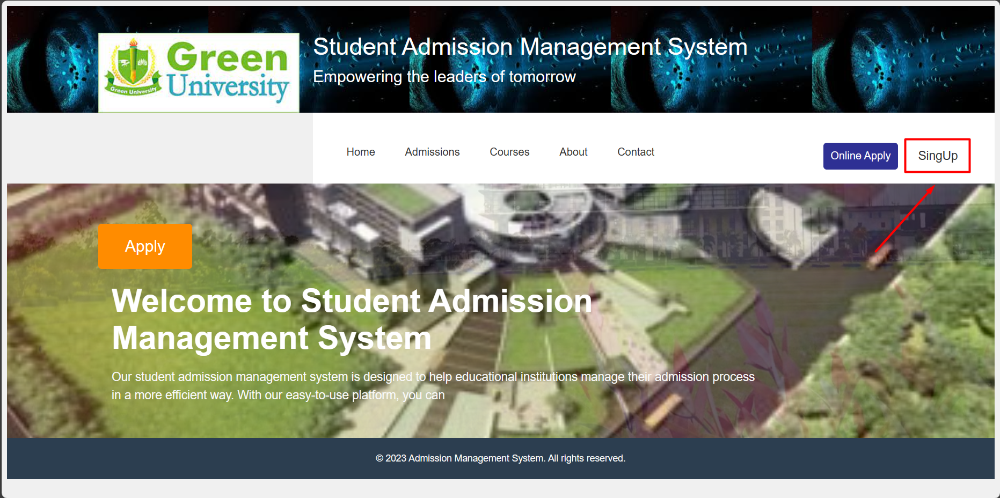 Green
University
Green University
Student Admission Management System
Empowering the leaders of tomorrow
Home
Admissions
Courses
About
Contact
Online Apply
SingUp
Apply
Welcome to Student Admission
Management System
Our student admission management system is designed to help educational institutions manage their admission process
in a more efficient way. With our easy-to-use platform, you can
© 2023 Admission Management System. All rights reserved.